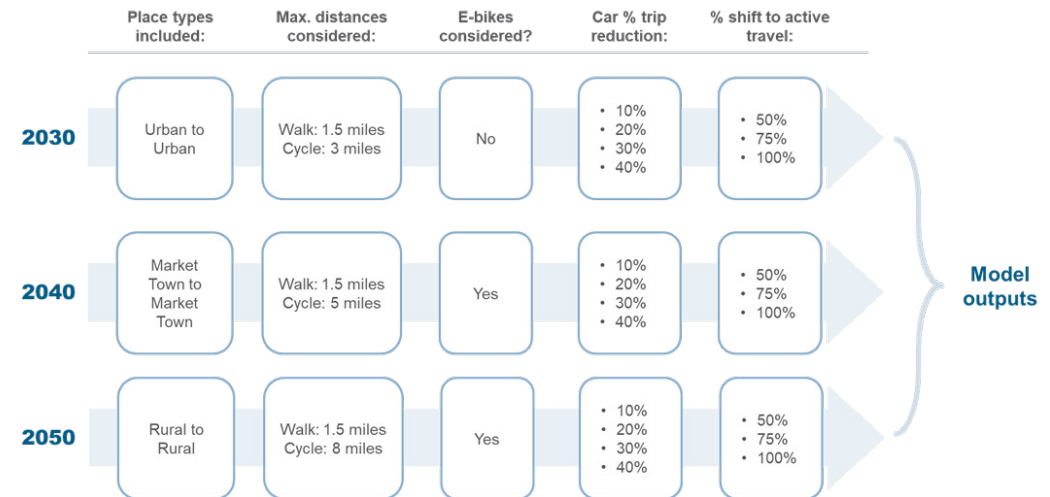 Place types
included:
Max. distances
considered:
E-bikes
considered?
Car % trip
reduction:
% shift to active
travel:
2030
Urban to
Urban
Walk: 1.5 miles
Cycle: 3 miles
No
• 10%
• 20%
• 30%
• 40%
• 50%
• 75%
• 100%
2040
Market
Town to
Market
Town
Walk: 1.5 miles
Cycle: 5 miles
Yes
• 10%
• 20%
• 30%
• 40%
• 50%
• 75%
• 100%
Model
outputs
2050
Rural to
Rural
Walk: 1.5 miles
Cycle: 8 miles
Yes
• 10%
• 20%
• 30%
• 40%
• 50%
• 75%
• 100%